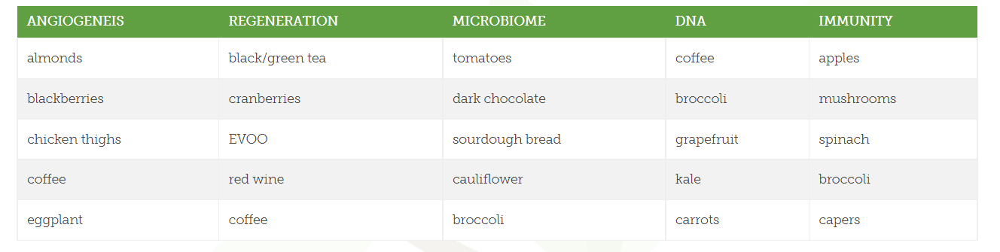 ANGIOGENEIS REGENERATION MICROBIOME DNA IMMUNITY
almonds black/green tea tomatoes coffee apples
blackberries cranberries dark chocolate broccoli mushrooms
chicken thighs EVOO sourdough bread grapefruit spinach
coffee red wine cauliflower kale broccoli
eggplant coffee broccoli carrots capers